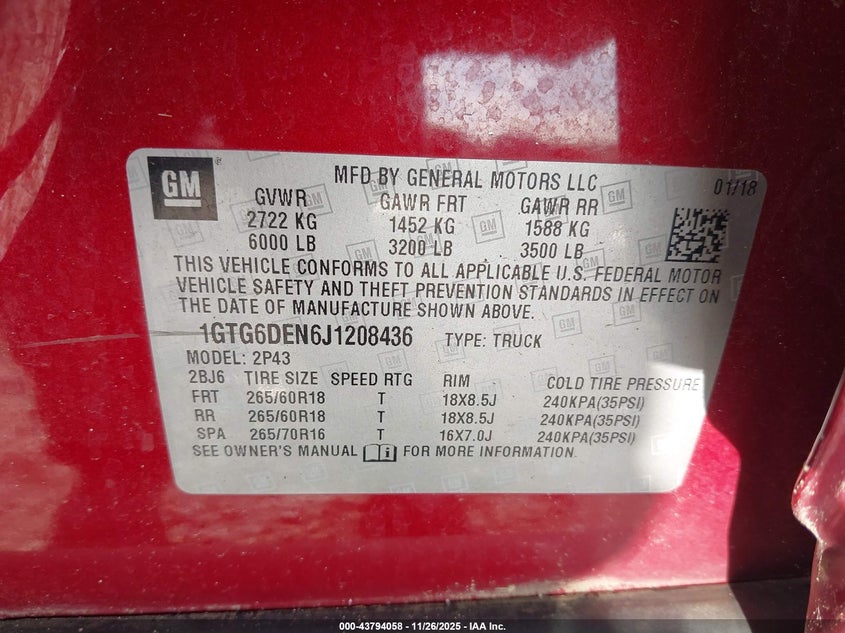 GM
MFD BY GENERAL MOTORS LLC 01/18
GVWR GAWR FRT GAWR RR
2722 KG 1452 KG 1588 KG
6000 LB 3200 LB 3500 LB
THIS VEHICLE CONFORMS TO ALL APPLICABLE U.S. FEDERAL MOTOR
VEHICLE SAFETY AND THEFT PREVENTION STANDARDS IN EFFECT ON
THE DATE OF MANUFACTURE SHOWN ABOVE.
1GTG6DEN6J1208436 TYPE: TRUCK
MODEL: 2P43
2BJ6 TIRE SIZE SPEED RTG RIM COLD TIRE PRESSURE
FRT 265/60R18 T 18X8.5J 240KPA(35PSI)
RR 265/60R18 T 18X8.5J 240KPA(35PSI)
SPA 265/70R16 T 16X7.0J 240KPA(35PSI)
SEE OWNER'S MANUAL FOR MORE INFORMATION.
000-43794058 - 11/26/2025 - IAA Inc.